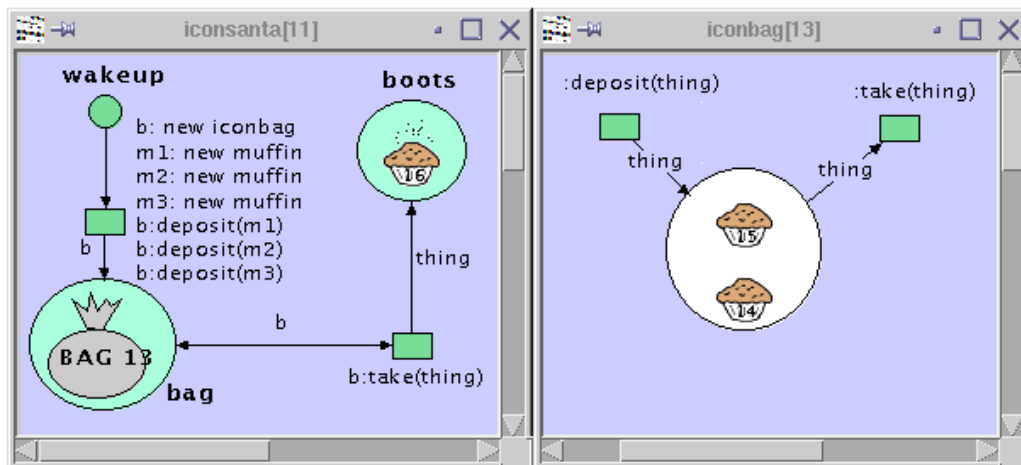 iconsanta[11]
wakeup
boots
b: new iconbag
m1: new muffin
m2: new muffin
m3: new muffin
b:deposit(m1)
b:deposit(m2)
b:deposit(m3)
b
16
thing
b
BAG 13
bag
b:take(thing)
iconbag[13]
:deposit(thing)
:take(thing)
thing
thing
15
14